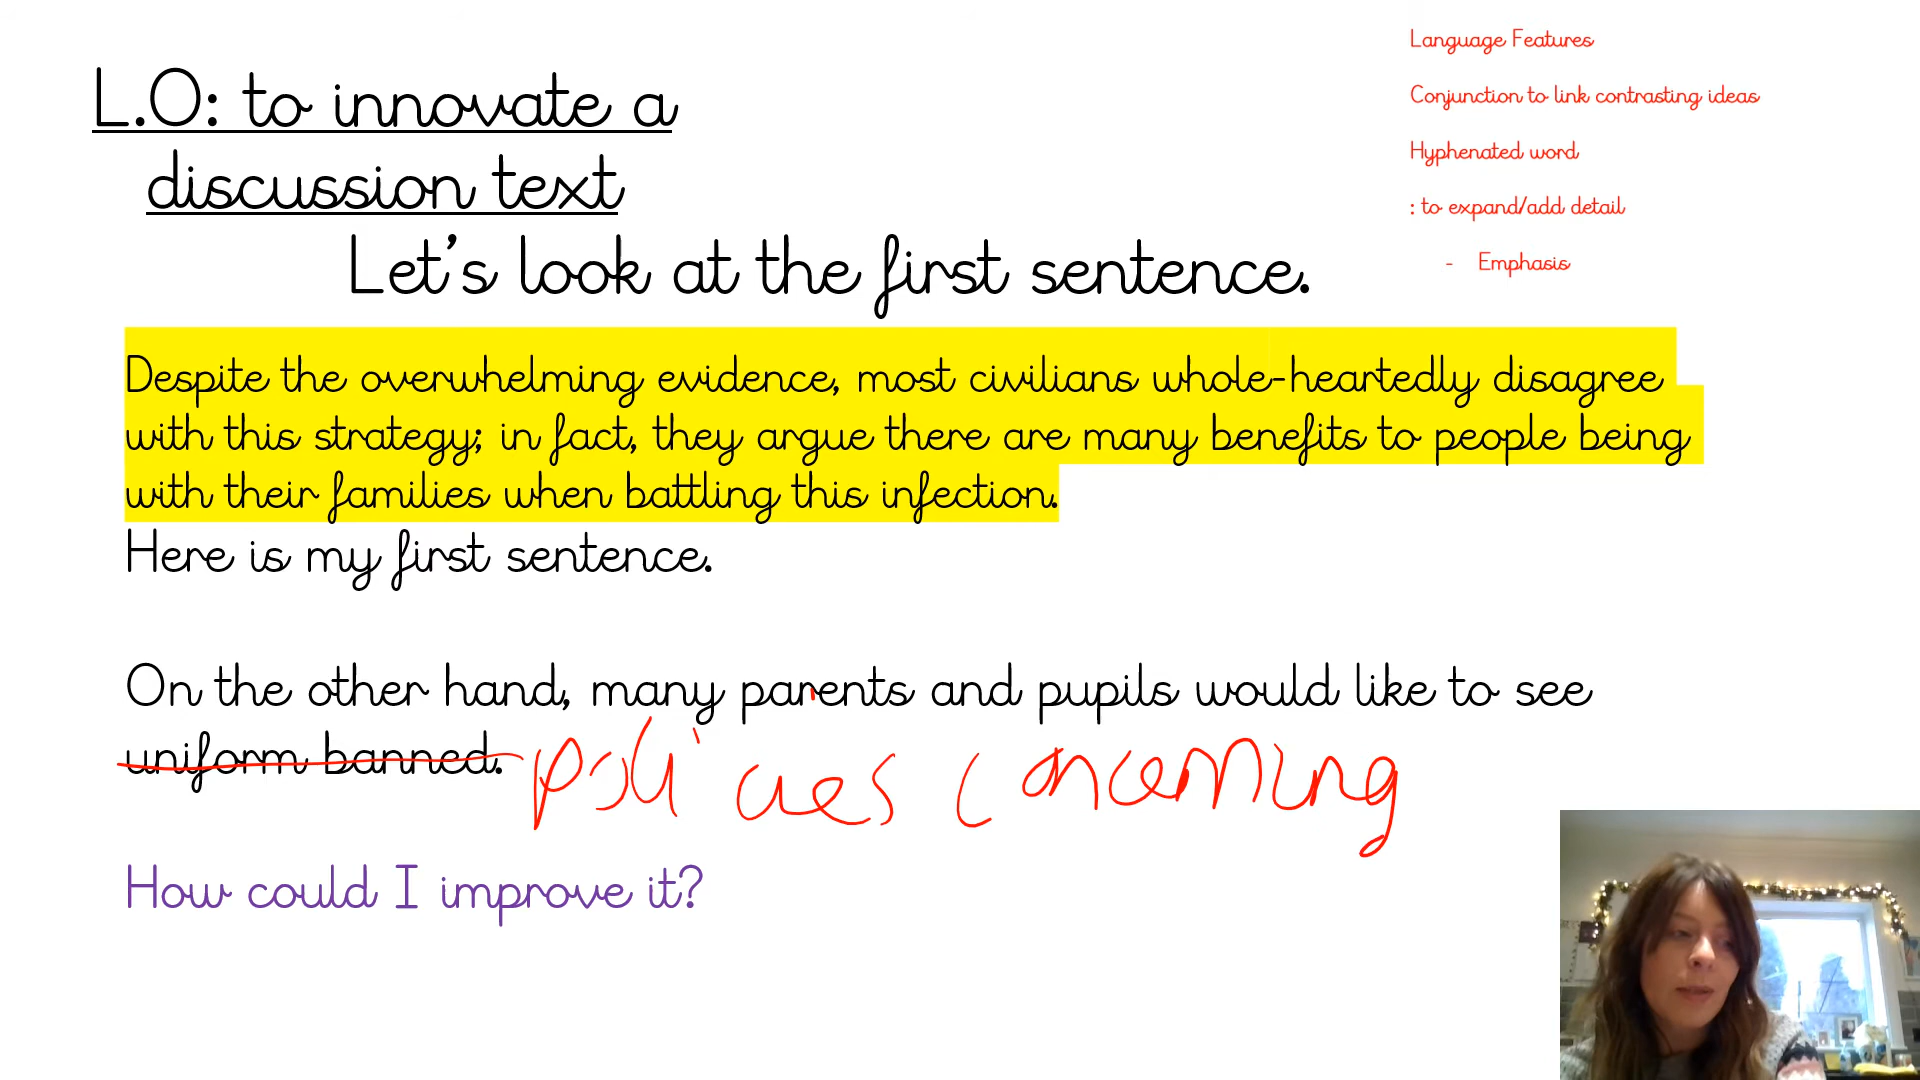 L.O: to innovate a
discussion text
Let's look at the first sentence.
Language Features
Conjunction to link contrasting ideas
Hyphenated word
: to expand/add detail
- Emphasis
Despite the overwhelming evidence, most civilians whole-heartedly disagree
with this strategy; in fact, they argue there are many benefits to people being
with their families when battling this infection.
Here is my first sentence.
On the other hand, many parents and pupils would like to see
uniform banned. policies concerning
How could I improve it?